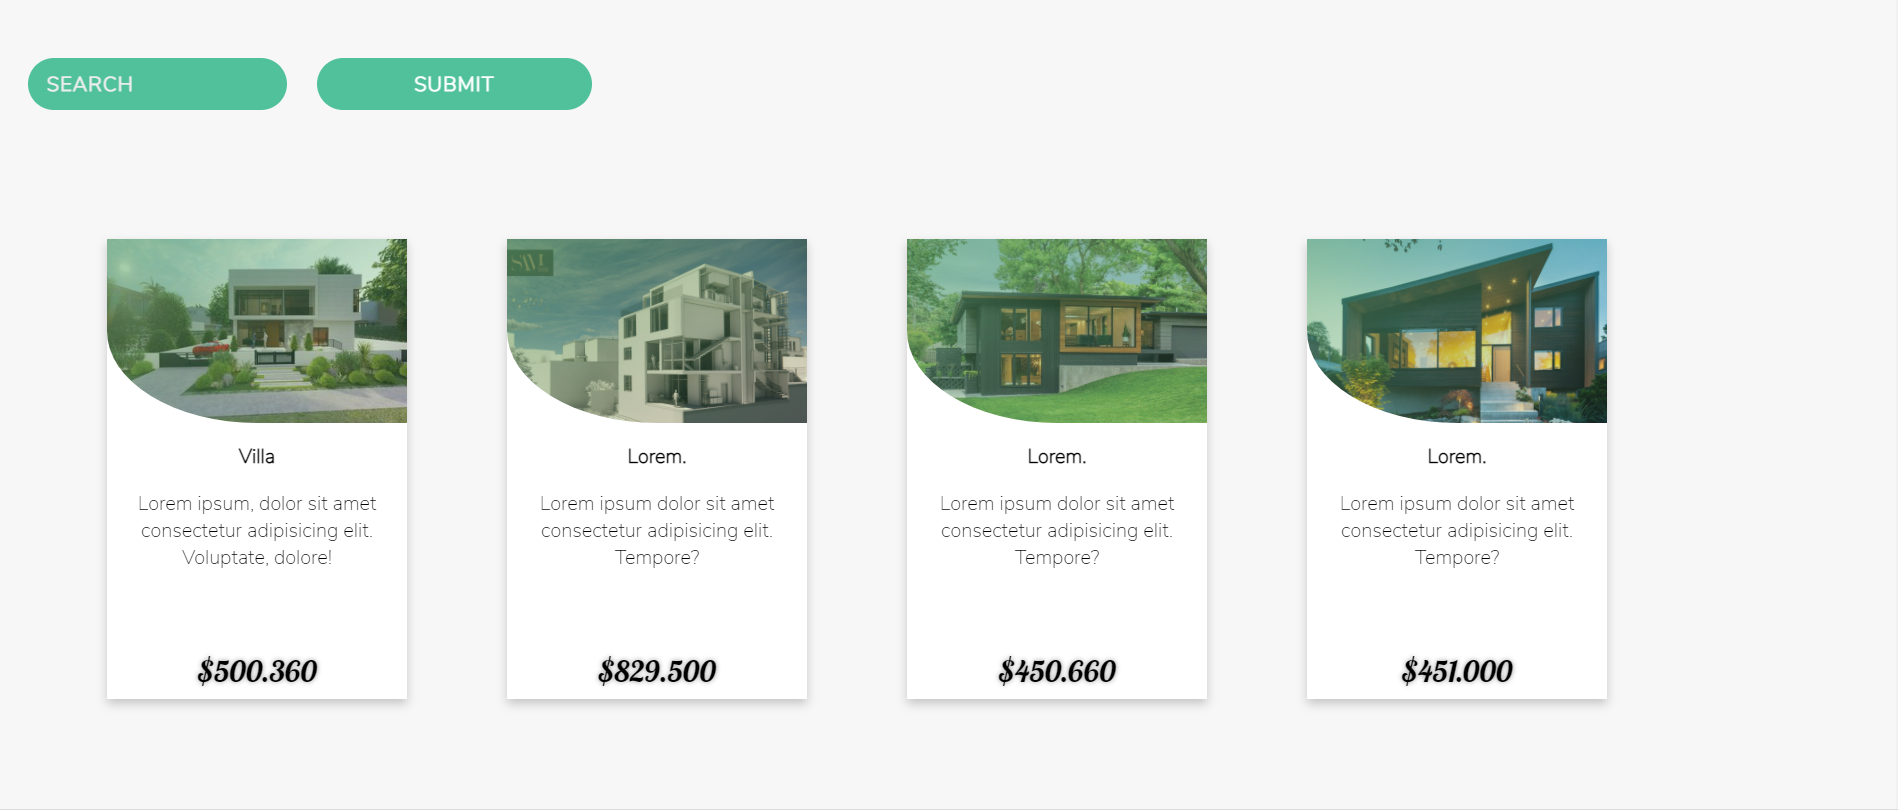 SEARCH
SUBMIT
Villa
Lorem ipsum, dolor sit amet
consectetur adipisicing elit.
Voluptate, dolore!
$500.360
Lorem.
Lorem ipsum dolor sit amet
consectetur adipisicing elit.
Tempore?
$829.500
Lorem.
Lorem ipsum dolor sit amet
consectetur adipisicing elit.
Tempore?
$450.660
Lorem.
Lorem ipsum dolor sit amet
consectetur adipisicing elit.
Tempore?
$451.000